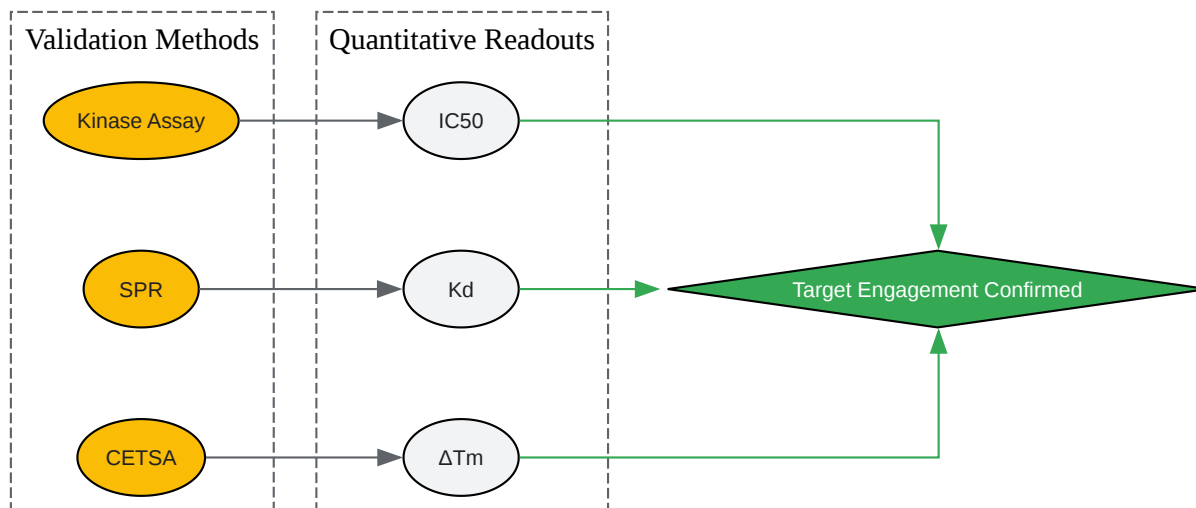 Validation Methods
Quantitative Readouts
Kinase Assay
IC50
SPR
Kd
Target Engagement Confirmed
CETSA
ΔTm